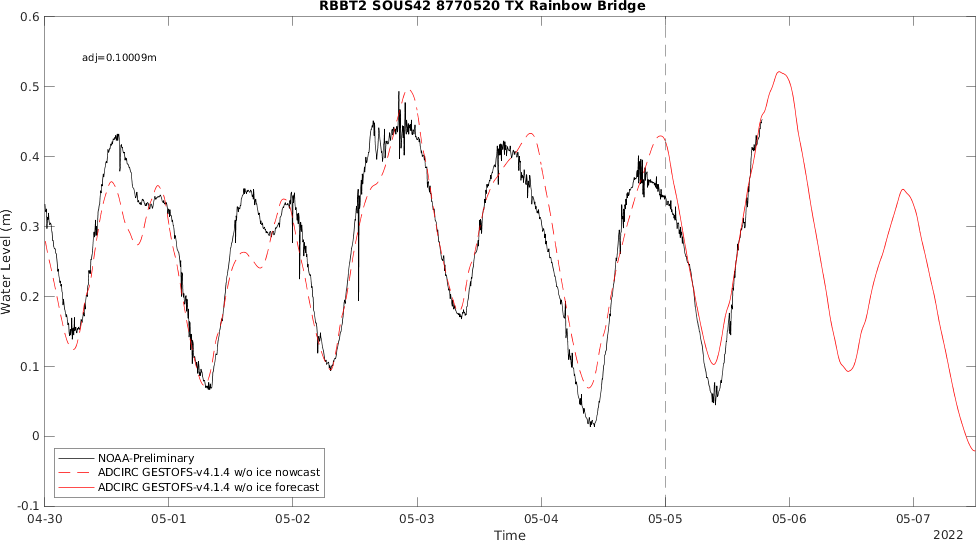 RBBT2 SOUS42 8770520 TX Rainbow Bridge
0.6
adj=0.10009m
0.5
0.4
0.3
Water Level (m)
0.2
0.1
0
NOAA-Preliminary
ADCIRC GESTOFS-v4.1.4 w/o ice nowcast
ADCIRC GESTOFS-v4.1.4 w/o ice forecast
-0.1
04-30 05-01 05-02 05-03 05-04 05-05 05-06 05-07
Time
2022